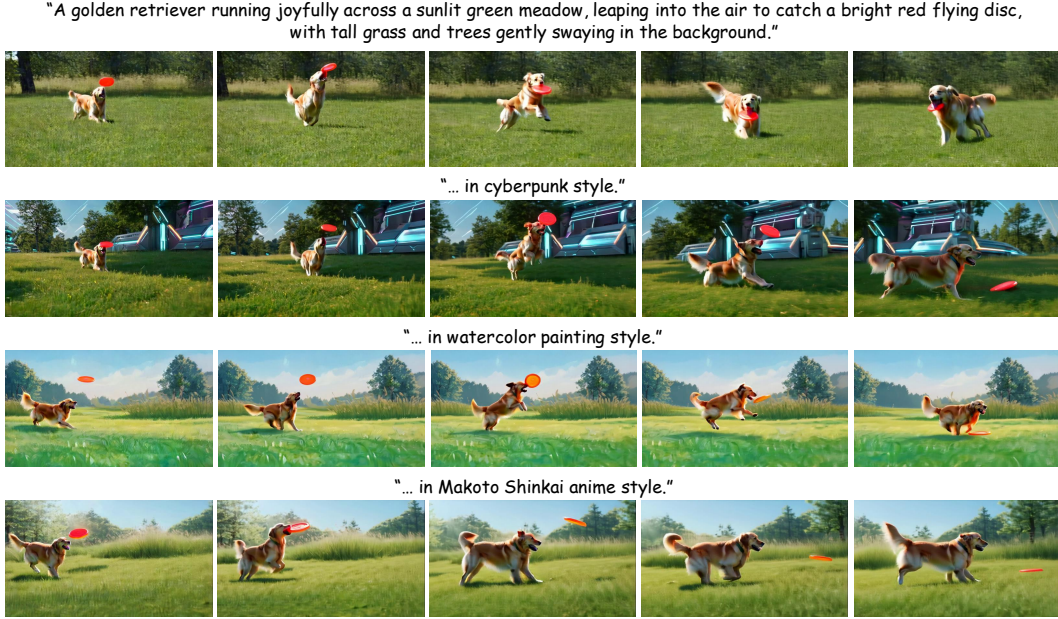 “A golden retriever running joyfully across a sunlit green meadow, leaping into the air to catch a bright red flying disc,
with tall grass and trees gently swaying in the background.”
“… in cyberpunk style.”
“… in watercolor painting style.”
“… in Makoto Shinkai anime style.”